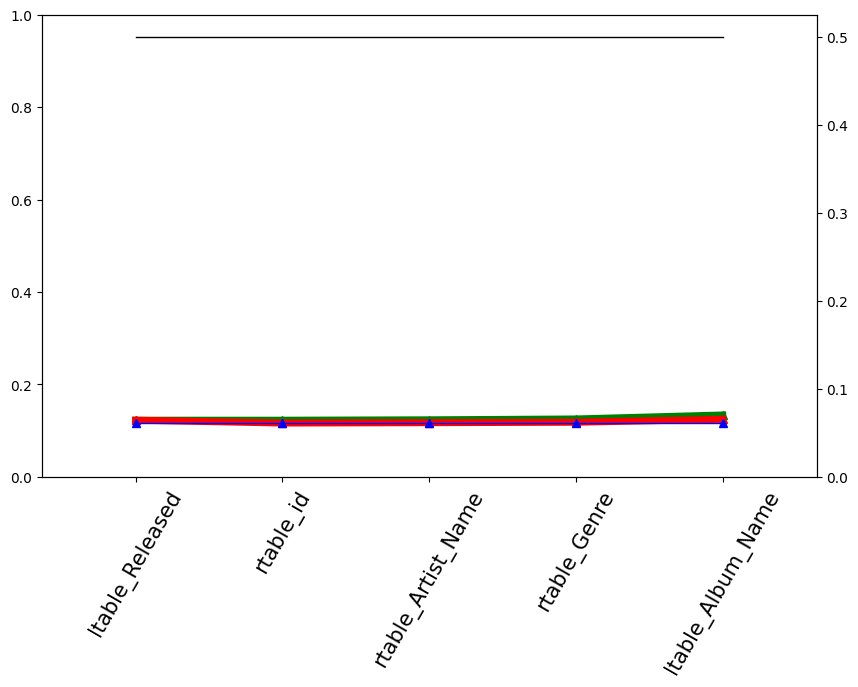 1.0
0.8
0.6
0.4
0.2
0.0
0.5
0.4
0.3
0.2
0.1
0.0
ltable_Released
rtable_id
rtable_Artist_Name
rtable_Genre
ltable_Album_Name